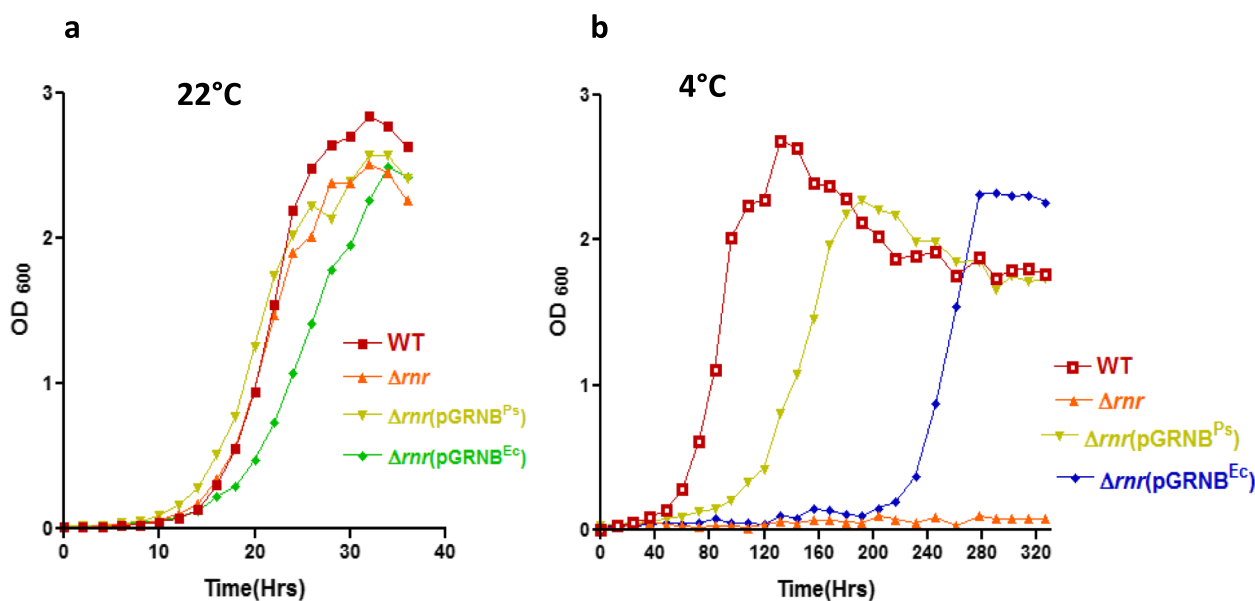 a
22°C
3
2
1
0
OD 600
0
10
20
30
40
Time(Hrs)
WT
Δrnr
Δrnr(pGRNBPs)
Δrnr(pGRNBEc)
b
4°C
3
2
1
0
OD 600
0
40
80
120
160
200
240
280
320
Time(Hrs)
WT
Δrnr
Δrnr(pGRNBPs)
Δrnr(pGRNBEc)